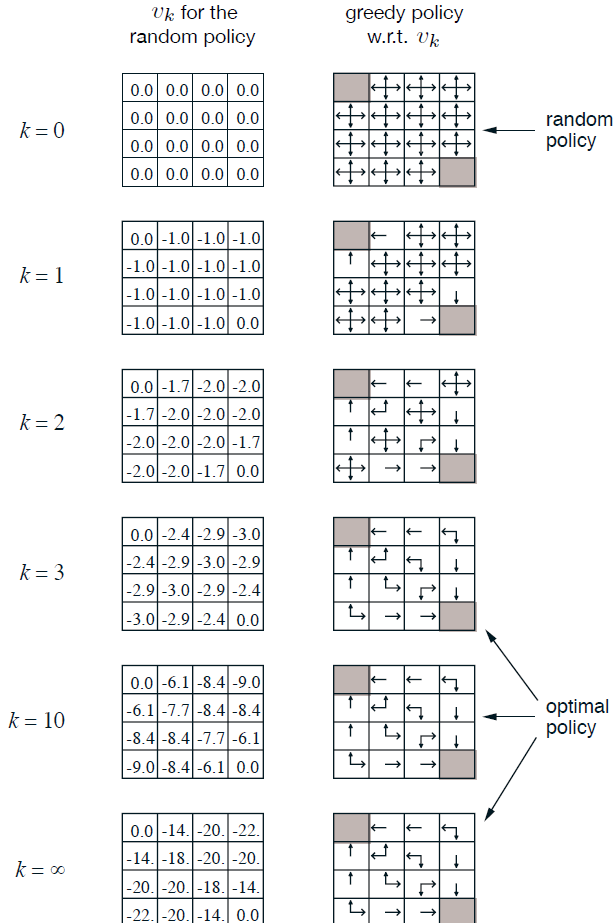 vk for the
random policy
greedy policy
w.r.t. vk
k = 0
0.0 0.0 0.0 0.0
0.0 0.0 0.0 0.0
0.0 0.0 0.0 0.0
0.0 0.0 0.0 0.0
random
policy
k = 1
0.0 -1.0 -1.0 -1.0
-1.0 -1.0 -1.0 -1.0
-1.0 -1.0 -1.0 -1.0
-1.0 -1.0 -1.0 0.0
k = 2
0.0 -1.7 -2.0 -2.0
-1.7 -2.0 -2.0 -2.0
-2.0 -2.0 -2.0 -1.7
-2.0 -2.0 -1.7 0.0
k = 3
0.0 -2.4 -2.9 -3.0
-2.4 -2.9 -3.0 -2.9
-2.9 -3.0 -2.9 -2.4
-3.0 -2.9 -2.4 0.0
k = 10
0.0 -6.1 -8.4 -9.0
-6.1 -7.7 -8.4 -8.4
-8.4 -8.4 -7.7 -6.1
-9.0 -8.4 -6.1 0.0
optimal
policy
k = ∞
0.0 -14. -20. -22.
-14. -18. -20. -20.
-20. -20. -18. -14.
-22. -20. -14. 0.0